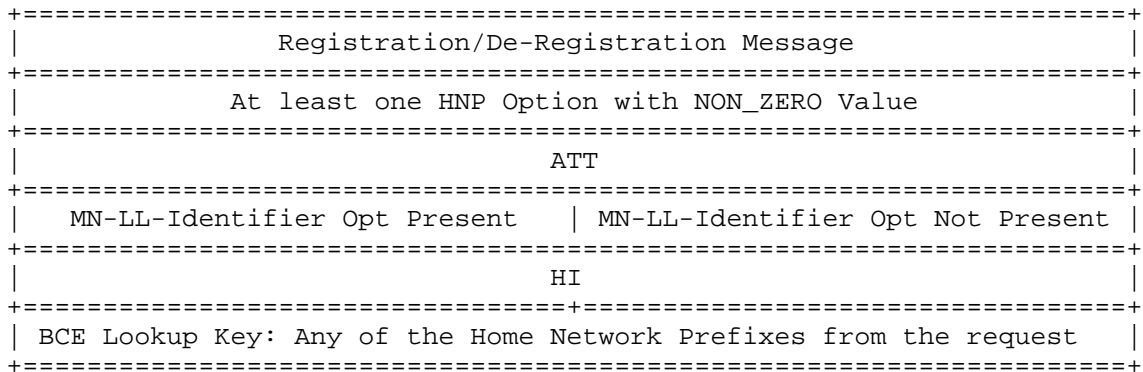 +=====================================================================+
| Registration/De-Registration Message |
+=====================================================================+
| At least one HNP Option with NON_ZERO Value |
+=====================================================================+
| ATT |
+=====================================================================+
| MN-LL-Identifier Opt Present | MN-LL-Identifier Opt Not Present |
+=====================================================================+
| HI |
+==================================+==================================+
| BCE Lookup Key: Any of the Home Network Prefixes from the request |
+=====================================================================+